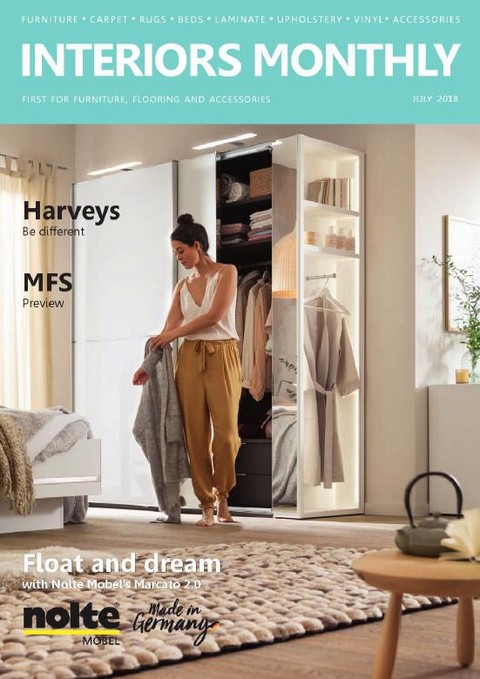 FURNITURE • CARPET • RUGS • BEDS • LAMINATE • UPHOLSTERY • VINYL • ACCESSORIES
INTERIORS MONTHLY
FIRST FOR FURNITURE, FLOORING AND ACCESSORIES JULY 2018
Harveys
Be different
MFS
Preview
Float and dream
with Nolte Mobel's Marcato 2.0
nolte
MÖBEL
Made in
Germany